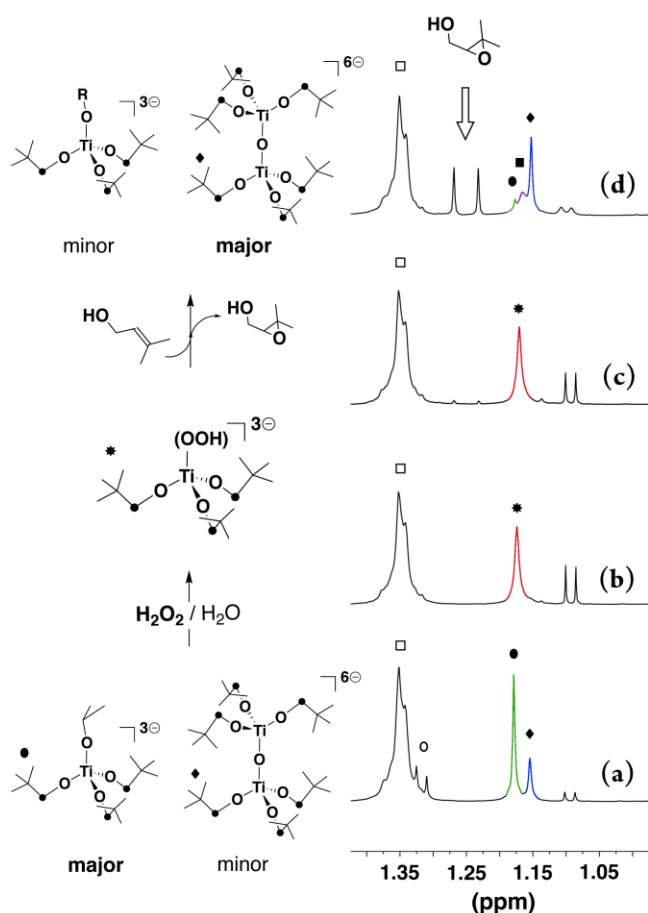 HO
O
(d)
R
O
Ti
O
O
O
3⊖
minor
O
O
Ti
O
O
Ti
O
O
O
6⊖
major
HO
HO
O
(c)
(OOH)
Ti
O
O
O
3⊖
(b)
H2O2 / H2O
O
Ti
O
O
O
3⊖
major
O
O
Ti
O
O
Ti
O
O
O
6⊖
minor
(a)
1.35 1.25 1.15 1.05
(ppm)